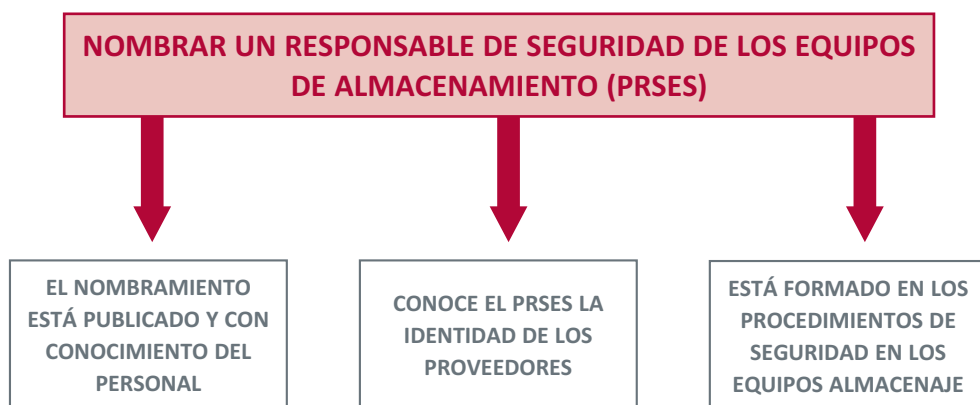 NOMBRAR UN RESPONSABLE DE SEGURIDAD DE LOS EQUIPOS
DE ALMACENAMIENTO (PRSES)
EL NOMBRAMIENTO
ESTÁ PUBLICADO Y CON
CONOCIMIENTO DEL
PERSONAL
CONOCE EL PRSES LA
IDENTIDAD DE LOS
PROVEEDORES
ESTÁ FORMADO EN LOS
PROCEDIMIENTOS DE
SEGURIDAD EN LOS
EQUIPOS ALMACENAJE